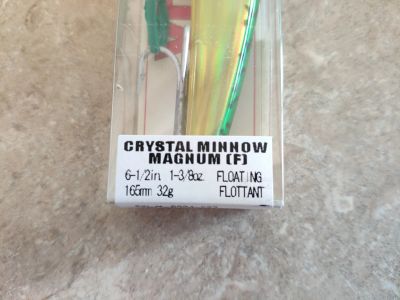 CRYSTAL MINNOW
MAGNUM (F)
6-1/2in. 1-3/8oz. FLOATING
165mm 32g FLOTTANT